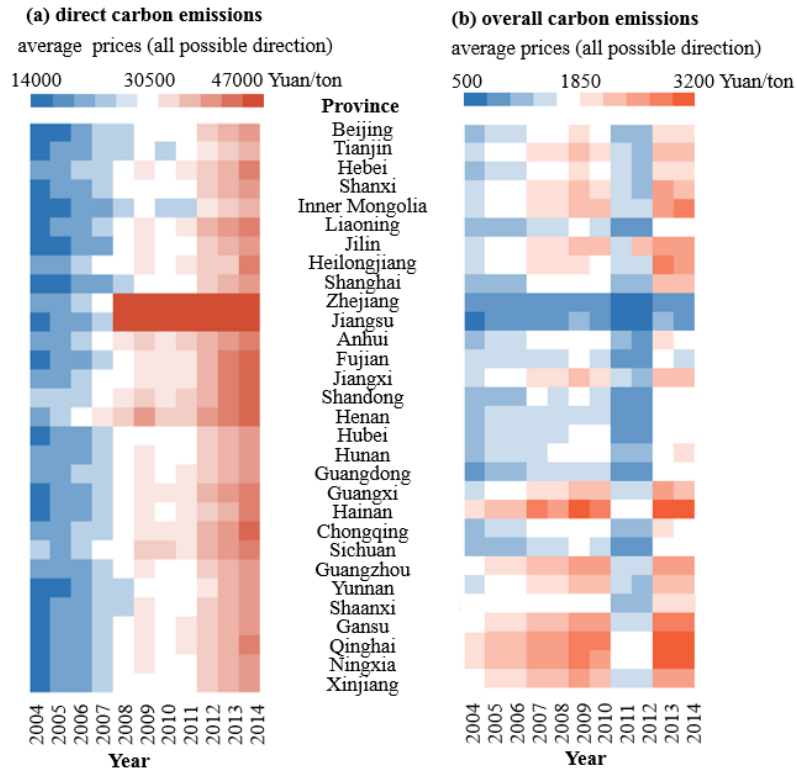 (a) direct carbon emissions
average prices (all possible direction)
14000 30500 47000 Yuan/ton
(b) overall carbon emissions
average prices (all possible direction)
500 1850 3200 Yuan/ton
Province
Beijing
Tianjin
Hebei
Shanxi
Inner Mongolia
Liaoning
Jilin
Heilongjiang
Shanghai
Zhejiang
Jiangsu
Anhui
Fujian
Jiangxi
Shandong
Henan
Hubei
Hunan
Guangdong
Guangxi
Hainan
Chongqing
Sichuan
Guangzhou
Yunnan
Shaanxi
Gansu
Qinghai
Ningxia
Xinjiang
2004 2005 2006 2007 2008 2009 2010 2011 2012 2013 2014
Year
2004 2005 2006 2007 2008 2009 2010 2011 2012 2013 2014
Year